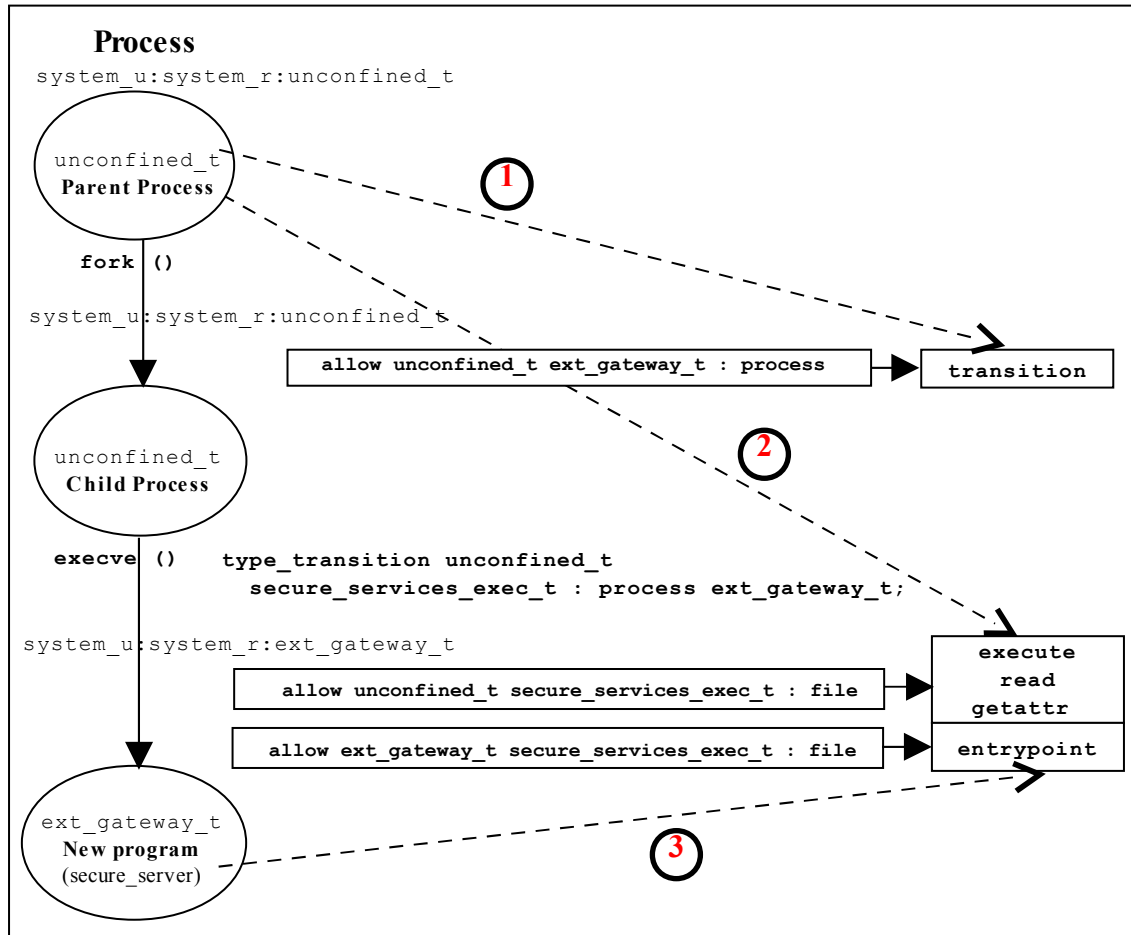 Process
system_u:system_r:unconfined_t
unconfined_t
Parent Process
1
fork ()
system_u:system_r:unconfined_t
allow unconfined_t ext_gateway_t : process
transition
2
unconfined_t
Child Process
execve () type_transition unconfined_t
secure_services_exec_t : process ext_gateway_t;
system_u:system_r:ext_gateway_t
execute
read
getattr
allow unconfined_t secure_services_exec_t : file
allow ext_gateway_t secure_services_exec_t : file
entrypoint
ext_gateway_t
New program
(secure_server)
3